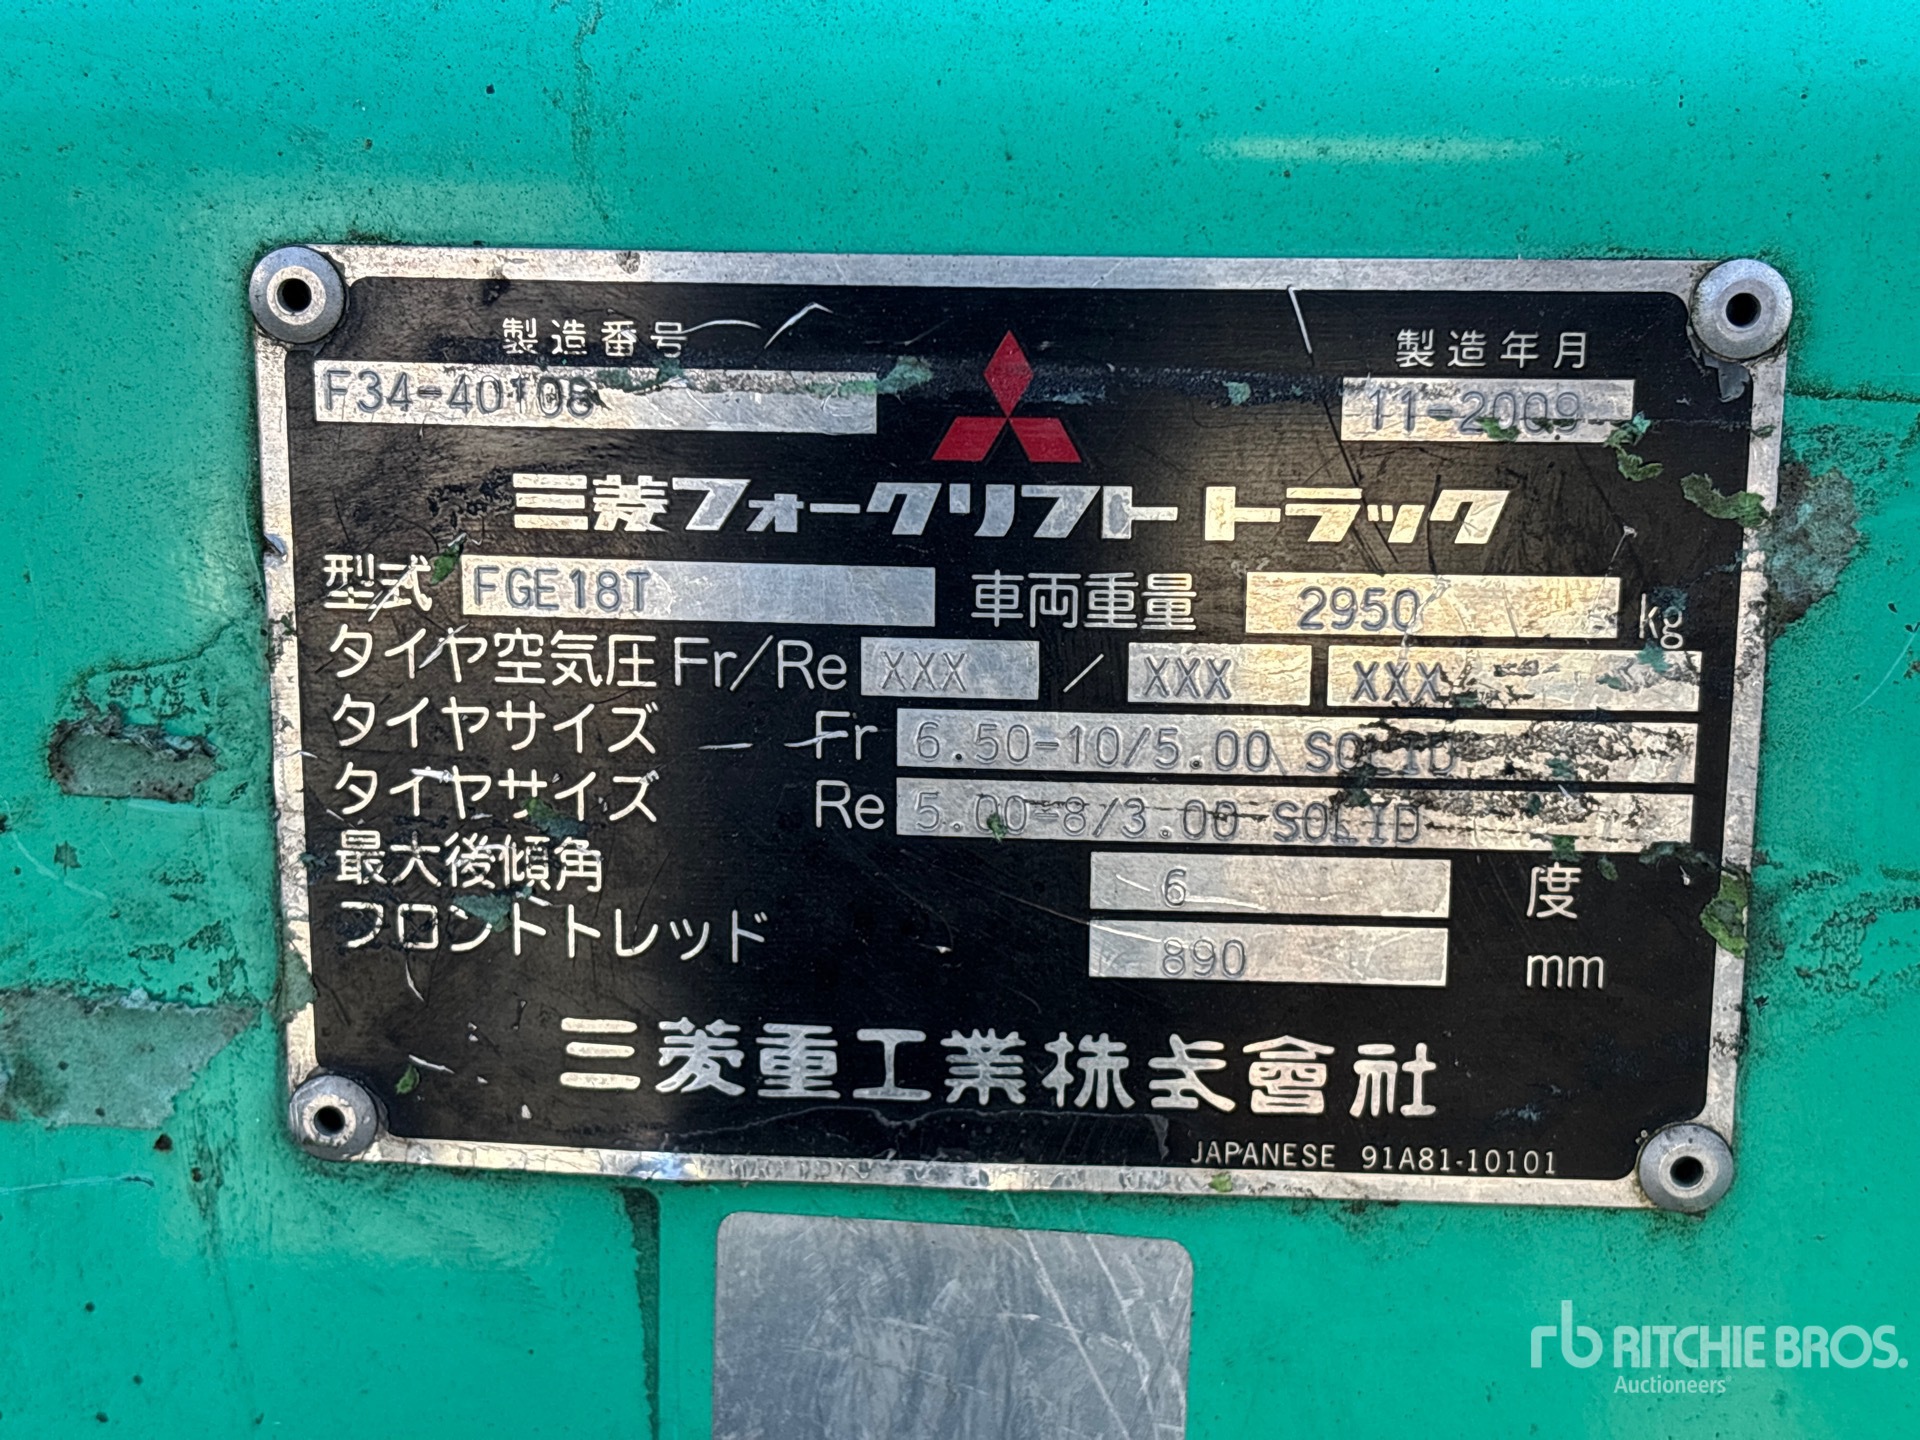 製造番号
製造年月
F34-40108
11-2009
三菱フォークリフト トラック
型式 FGE18T 車両重量 2950 kg
タイヤ空気圧 Fr/Re XXX / XXX XXX
タイヤサイズ Fr 6.50-10/5.00 SOLID
タイヤサイズ Re 5.00-8/3.00 SOLID
最大後傾角 6 度
フロントトレッド 890 mm
三菱重工業株式會社
JAPANESE 91A81-10101
rb RITCHIE BROS.
Auctioneers